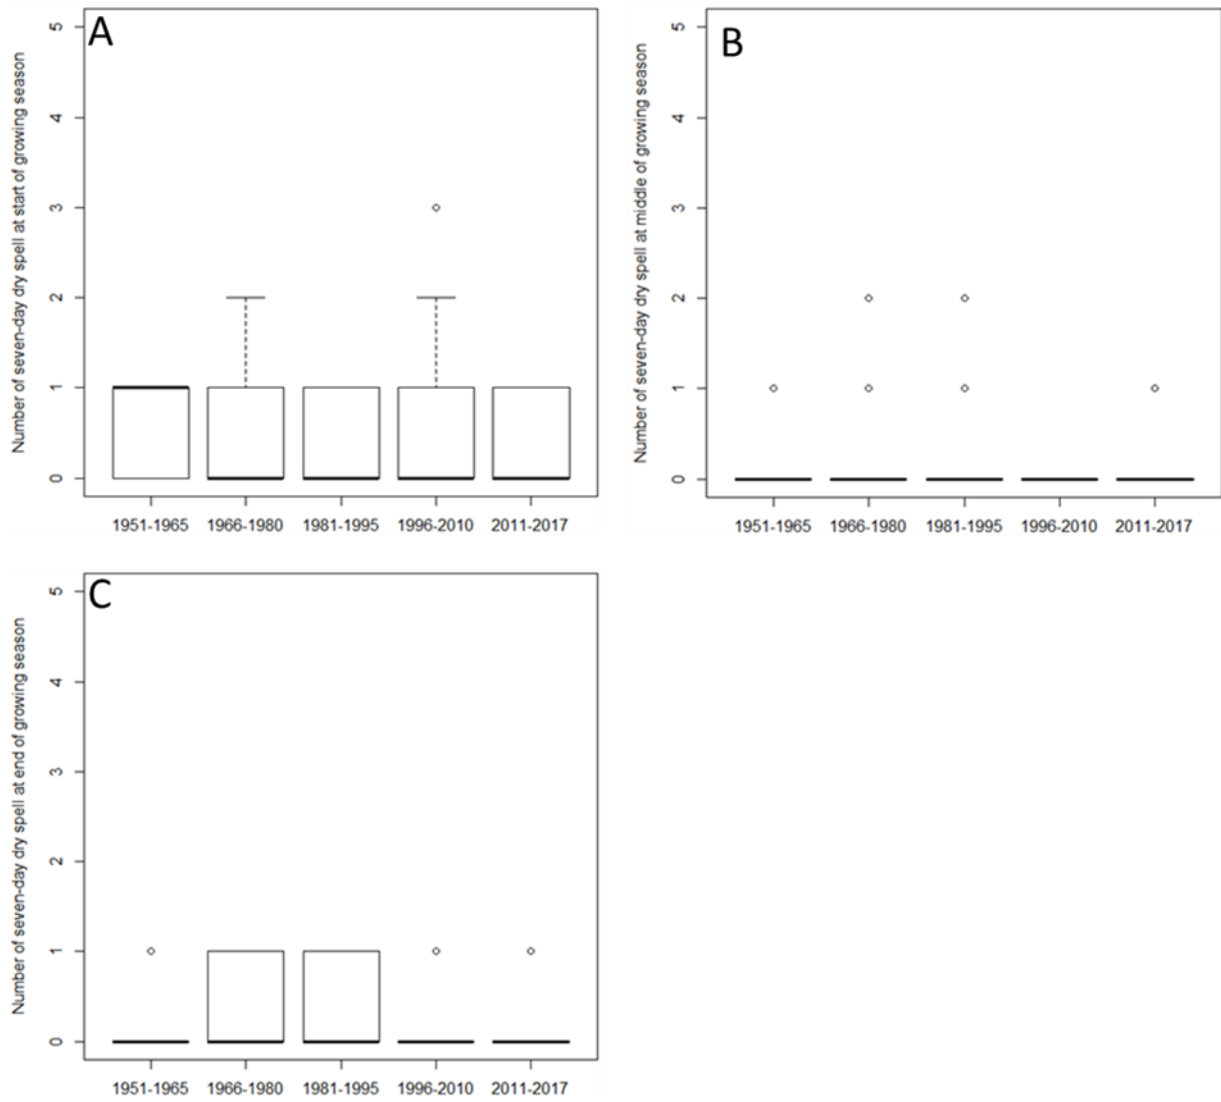 A
Number of seven-day dry spell at start of growing season
5
4
3
2
1
0
1951-1965 1966-1980 1981-1995 1996-2010 2011-2017
B
Number of seven-day dry spell at middle of growing season
5
4
3
2
1
0
1951-1965 1966-1980 1981-1995 1996-2010 2011-2017
C
Number of seven-day dry spell at end of growing season
5
4
3
2
1
0
1951-1965 1966-1980 1981-1995 1996-2010 2011-2017